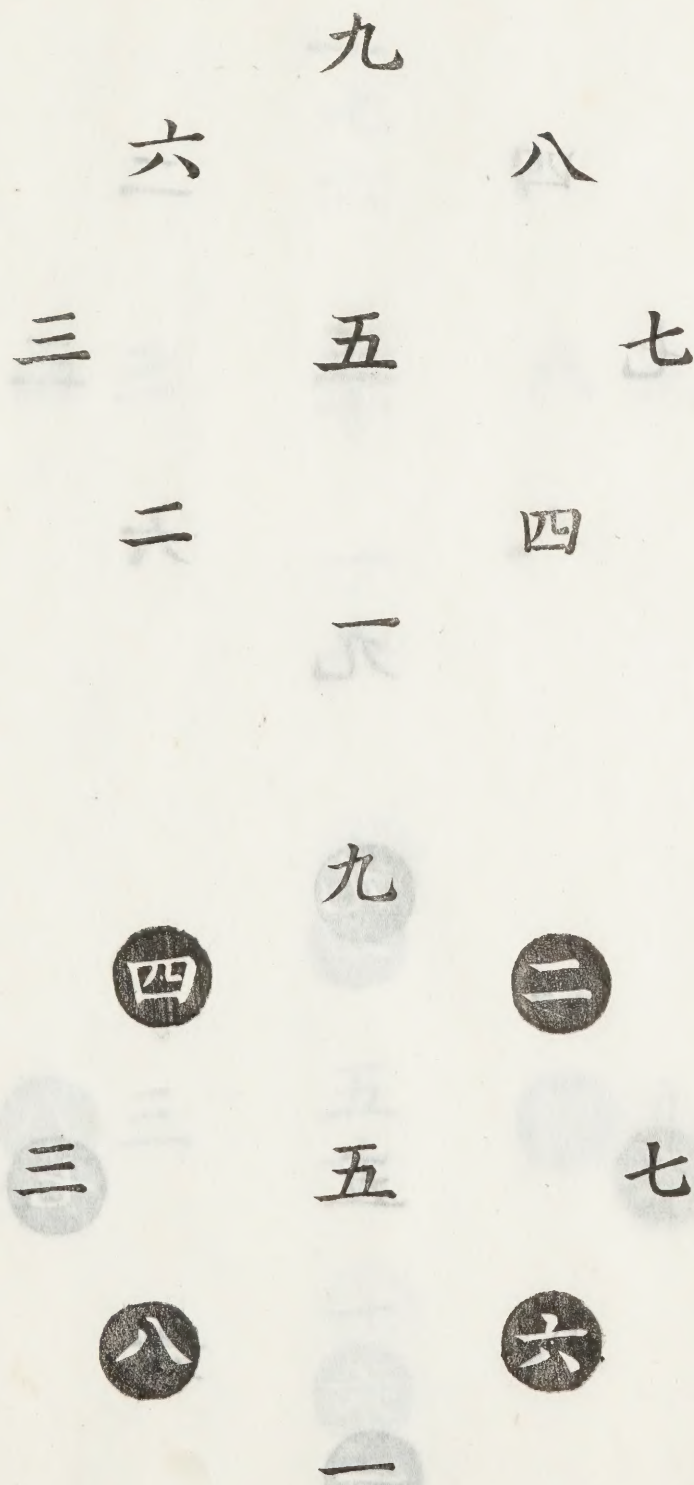 九
六 八
三 五 七
二 四
一
九
四 二
三 五 七
八 六
一